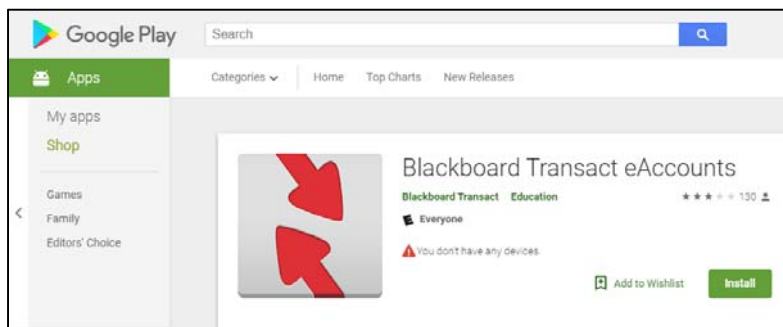 Google Play
Search
Apps
Categories Home Top Charts New Releases
My apps
Shop
Games
Family
Editors' Choice
Blackboard Transact eAccounts
Blackboard Transact Education 130
E Everyone
You don't have any devices.
Add to Wishlist Install